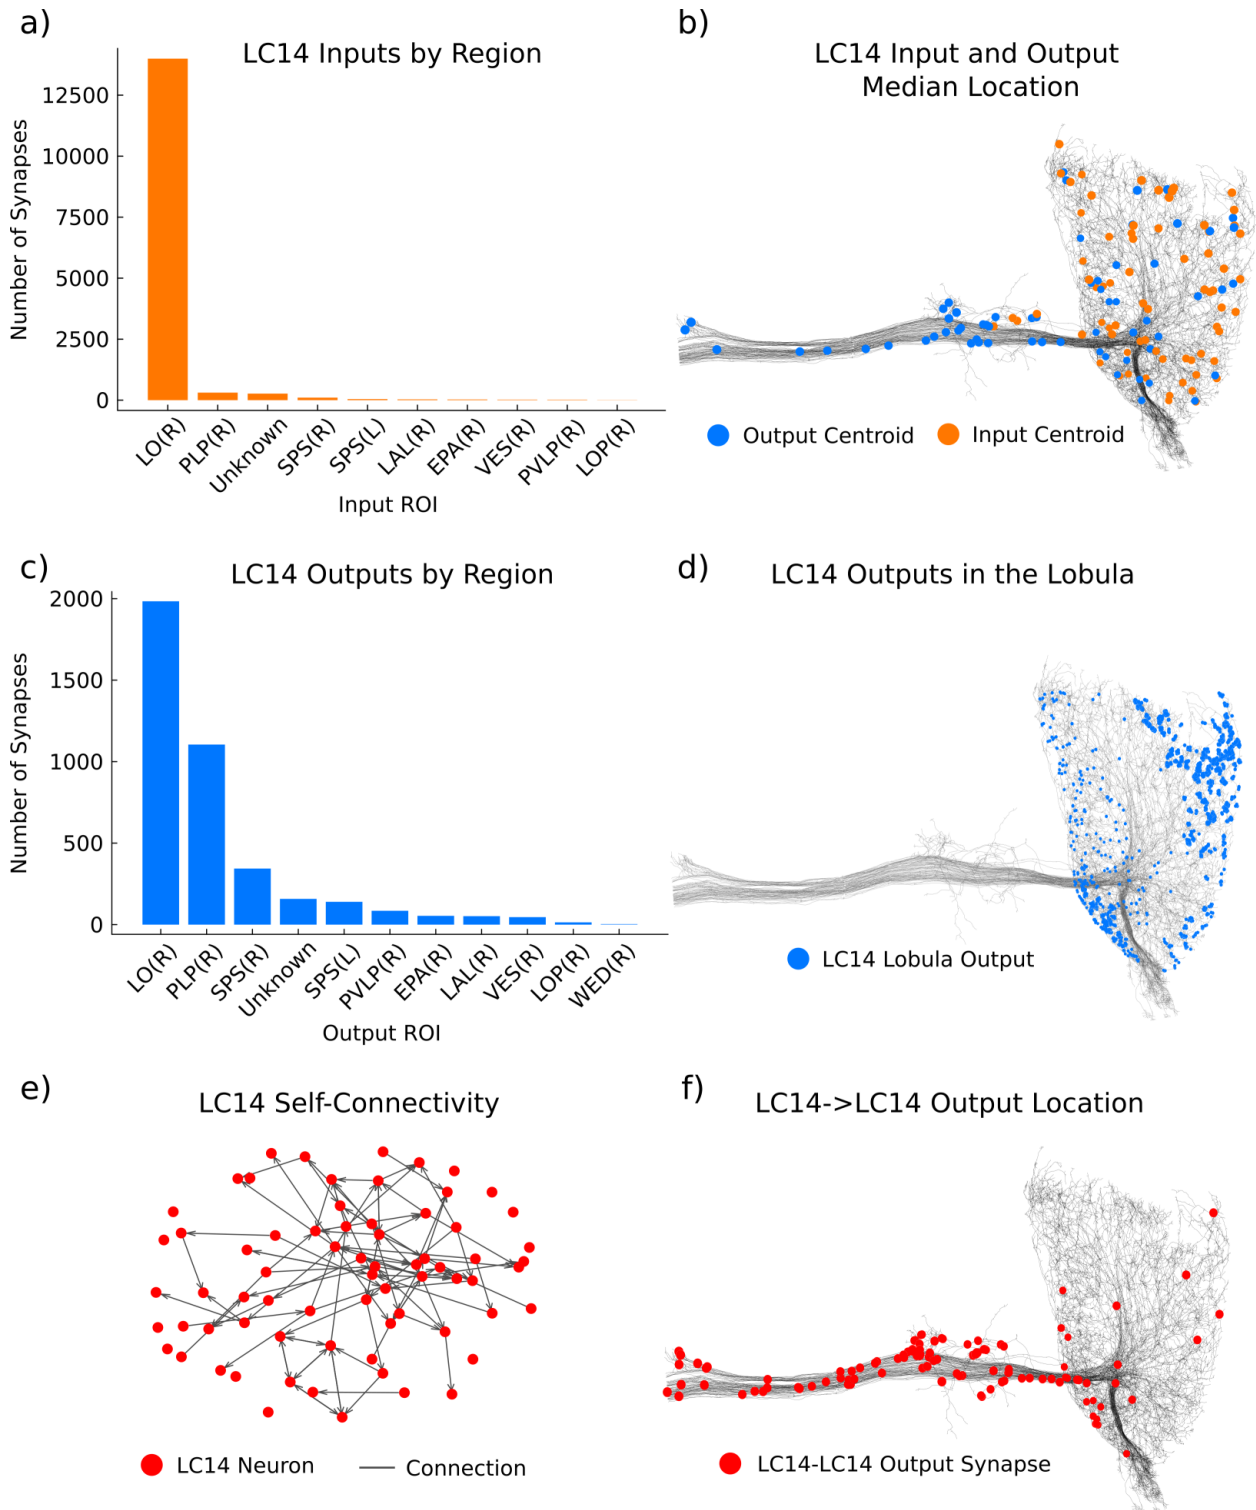 a)
LC14 Inputs by Region
Number of Synapses
12500
10000
7500
5000
2500
0
LO(R)
PLP(R)
Unknown
SPS(R)
SPS(L)
LAL(R)
EPA(R)
VES(R)
PVLP(R)
LOP(R)
Input ROI
b)
LC14 Input and Output
Median Location
Output Centroid
Input Centroid
c)
LC14 Outputs by Region
Number of Synapses
2000
1500
1000
500
0
LO(R)
PLP(R)
SPS(R)
Unknown
SPS(L)
PVLP(R)
EPA(R)
LAL(R)
VES(R)
LOP(R)
WED(R)
Output ROI
d)
LC14 Outputs in the Lobula
LC14 Lobula Output
e)
LC14 Self-Connectivity
LC14 Neuron
Connection
f)
LC14->LC14 Output Location
LC14-LC14 Output Synapse